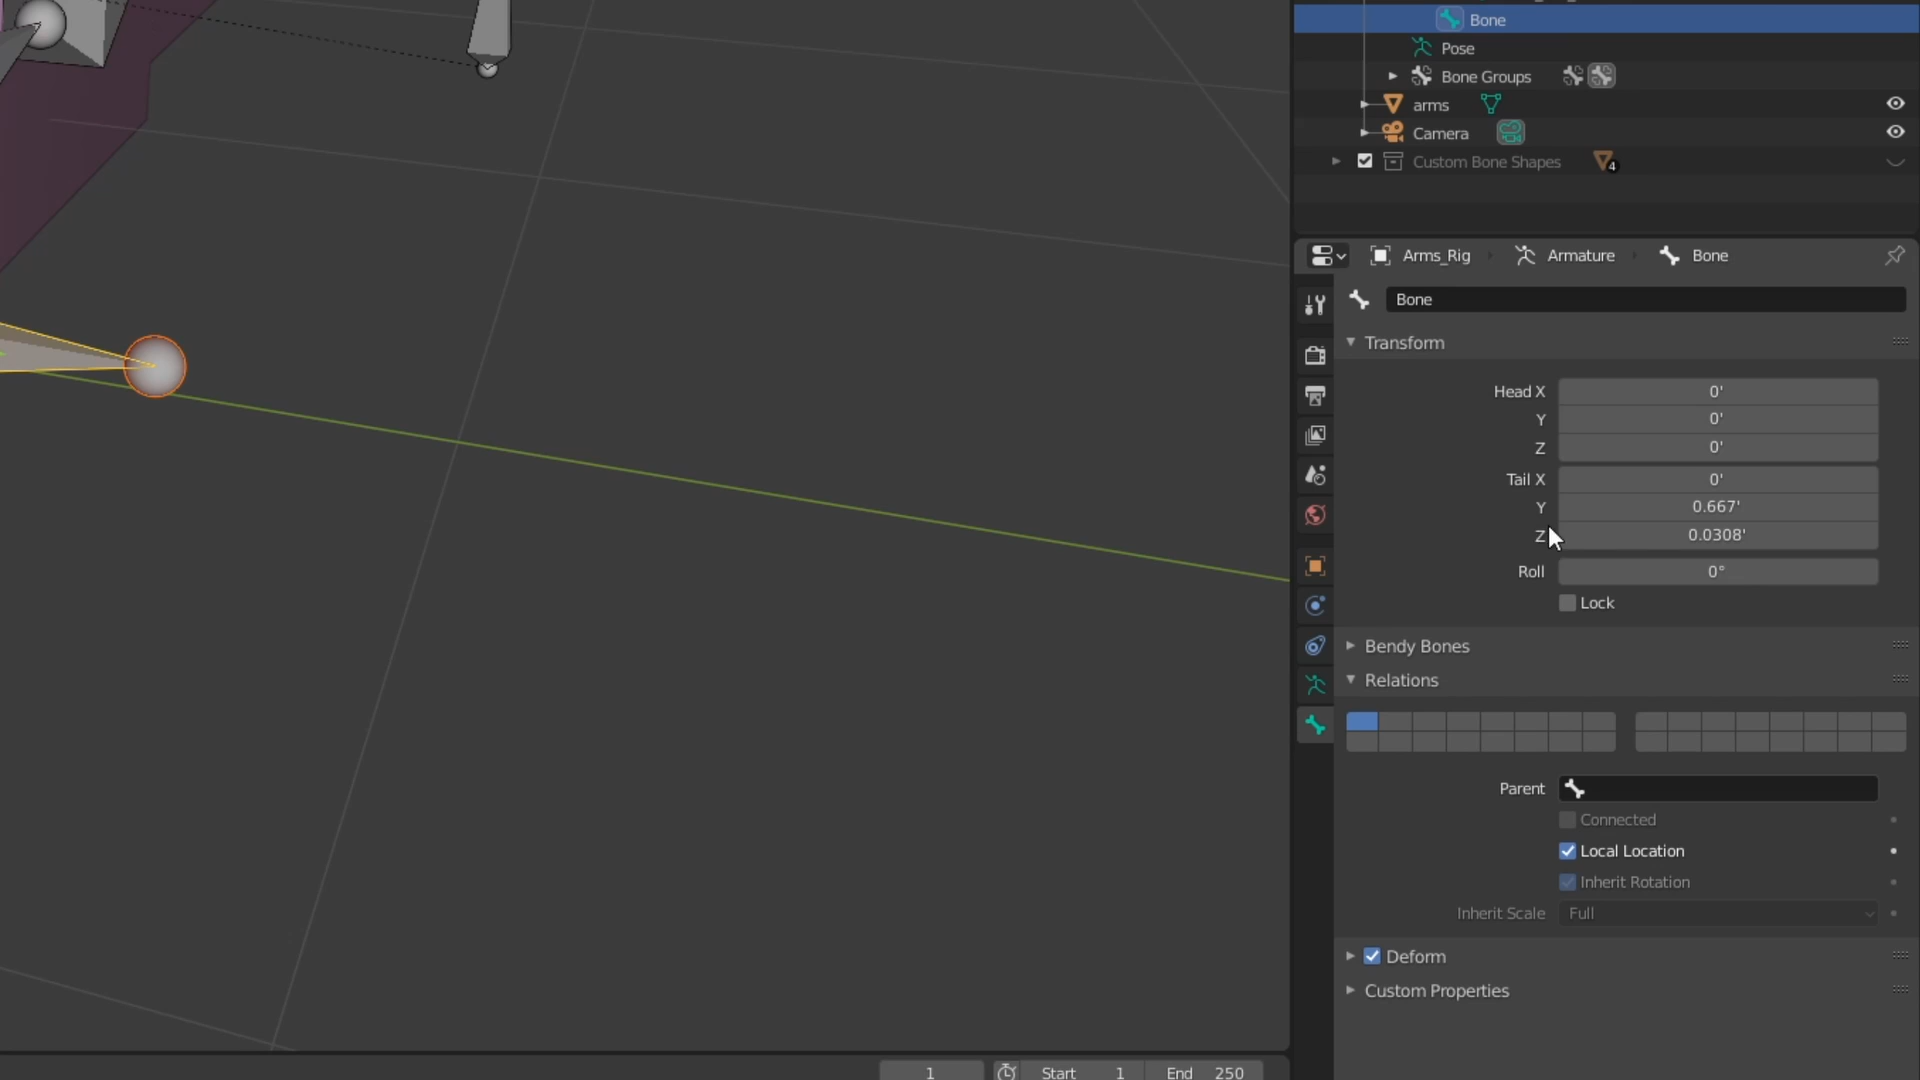 Bone
Pose
Bone Groups
arms
Camera
Custom Bone Shapes 4
Arms_Rig Armature Bone
Bone
Transform
Head X 0'
Y 0'
Z 0'
Tail X 0'
Y 0.667'
Z 0.0308'
Roll 0°
Lock
Bendy Bones
Relations
Parent
Connected
Local Location
Inherit Rotation
Inherit Scale Full
Deform
Custom Properties
1 Start 1 End 250